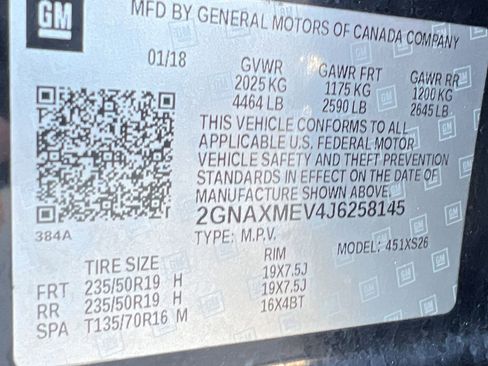 GM
MFD BY GENERAL MOTORS OF CANADA COMPANY
01/18 GVWR GAWR FRT GAWR RR
2025 KG 1175 KG 1200 KG
4464 LB 2590 LB 2645 LB
THIS VEHICLE CONFORMS TO ALL
APPLICABLE U.S. FEDERAL MOTOR
VEHICLE SAFETY AND THEFT PREVENTION
STANDARDS IN EFFECT ON THE DATE OF
MANUFACTURE SHOWN ABOVE.
2GNAXMEV4J6258145
384A
TYPE: M.P.V. MODEL: 451XS26
TIRE SIZE RIM
FRT 235/50R19 H 19X7.5J
RR 235/50R19 H 19X7.5J
SPA T135/70R16 M 16X4BT